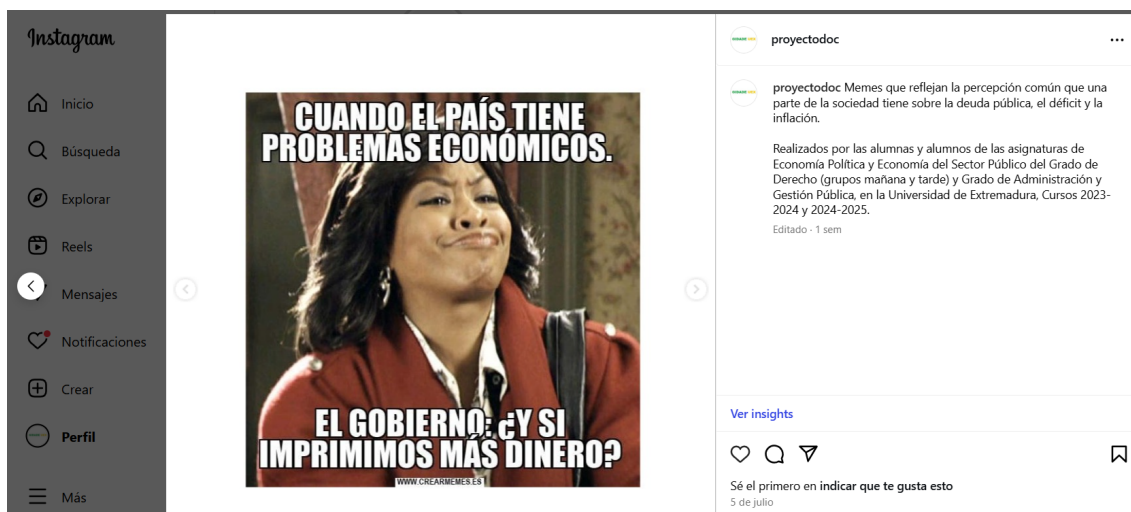 Instagram
Inicio
Búsqueda
Explorar
Reels
Mensajes
Notificaciones
Crear
Perfil
Más
CUANDO EL PAÍS TIENE
PROBLEMAS ECONÓMICOS.
EL GOBIERNO: ¿Y SI
IMPRIMIMOS MÁS DINERO?
WWW.CREARMEMES.ES
proyectodoc
proyectodoc Memes que reflejan la percepción común que una
parte de la sociedad tiene sobre la deuda pública, el déficit y la
inflación.
Realizados por las alumnas y alumnos de las asignaturas de
Economía Política y Economía del Sector Público del Grado de
Derecho (grupos mañana y tarde) y Grado de Administración y
Gestión Pública, en la Universidad de Extremadura, Cursos 2023-
2024 y 2024-2025.
Editado · 1 sem
Ver insights
Sé el primero en indicar que te gusta esto
5 de julio